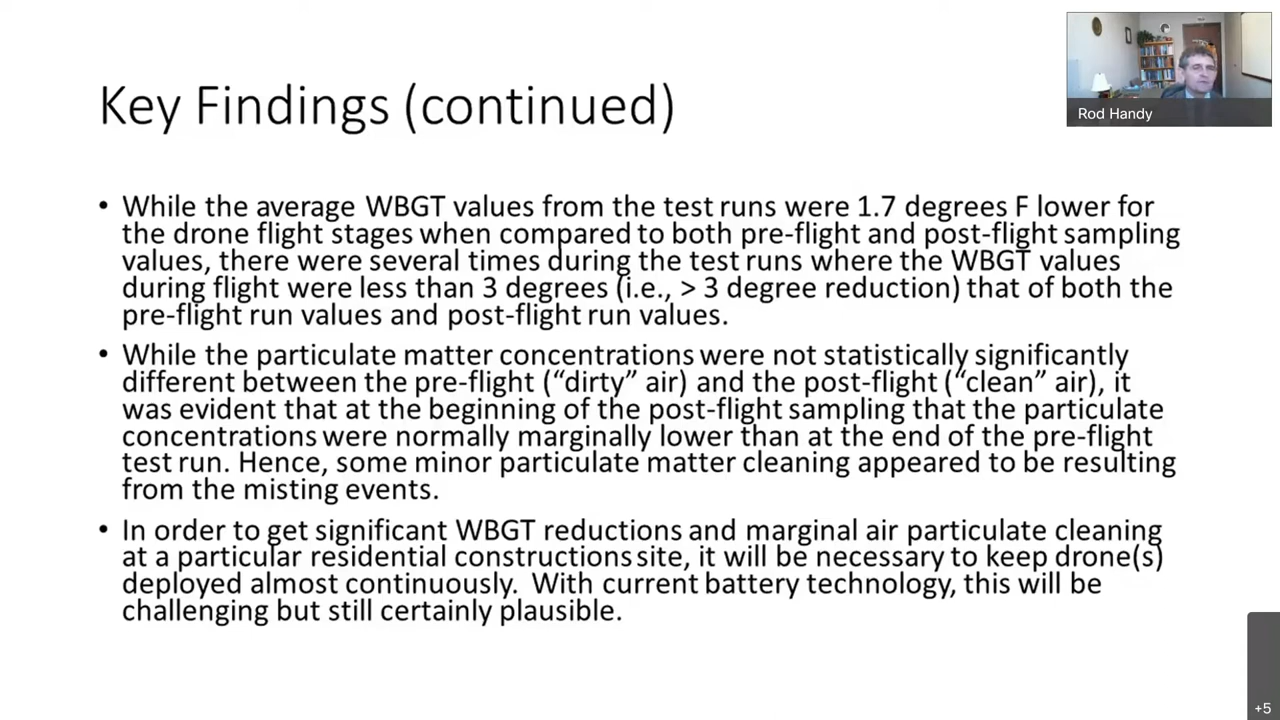 Key Findings (continued)
Rod Handy
• While the average WBGT values from the test runs were 1.7 degrees F lower for
the drone flight stages when compared to both pre-flight and post-flight sampling
values, there were several times during the test runs where the WBGT values
during flight were less than 3 degrees (i.e., > 3 degree reduction) that of both the
pre-flight run values and post-flight run values.
• While the particulate matter concentrations were not statistically significantly
different between the pre-flight (“dirty” air) and the post-flight (“clean” air), it
was evident that at the beginning of the post-flight sampling that the particulate
concentrations were normally marginally lower than at the end of the pre-flight
test run. Hence, some minor particulate matter cleaning appeared to be resulting
from the misting events.
• In order to get significant WBGT reductions and marginal air particulate cleaning
at a particular residential constructions site, it will be necessary to keep drone(s)
deployed almost continuously.  With current battery technology, this will be
challenging but still certainly plausible.
+5